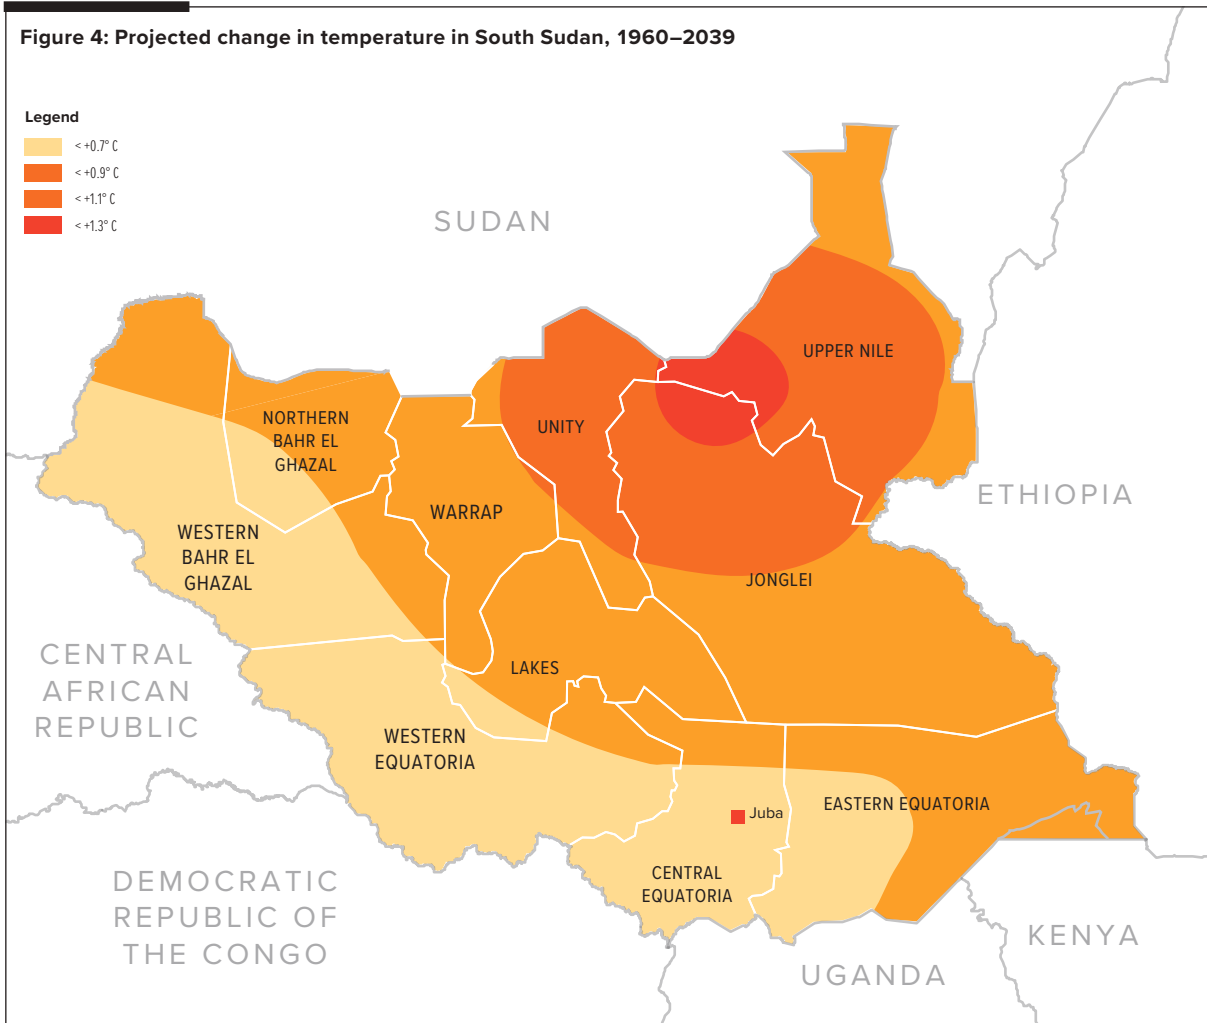 Figure 4: Projected change in temperature in South Sudan, 1960–2039
Legend
< +0.7° C
< +0.9° C
< +1.1° C
< +1.3° C
SUDAN
UPPER NILE
NORTHERN
BAHR EL
GHAZAL
UNITY
ETHIOPIA
WARRAP
WESTERN
BAHR EL
GHAZAL
JONGLEI
CENTRAL
AFRICAN
REPUBLIC
LAKES
WESTERN
EQUATORIA
EASTERN EQUATORIA
Juba
CENTRAL
EQUATORIA
DEMOCRATIC
REPUBLIC OF
THE CONGO
KENYA
UGANDA